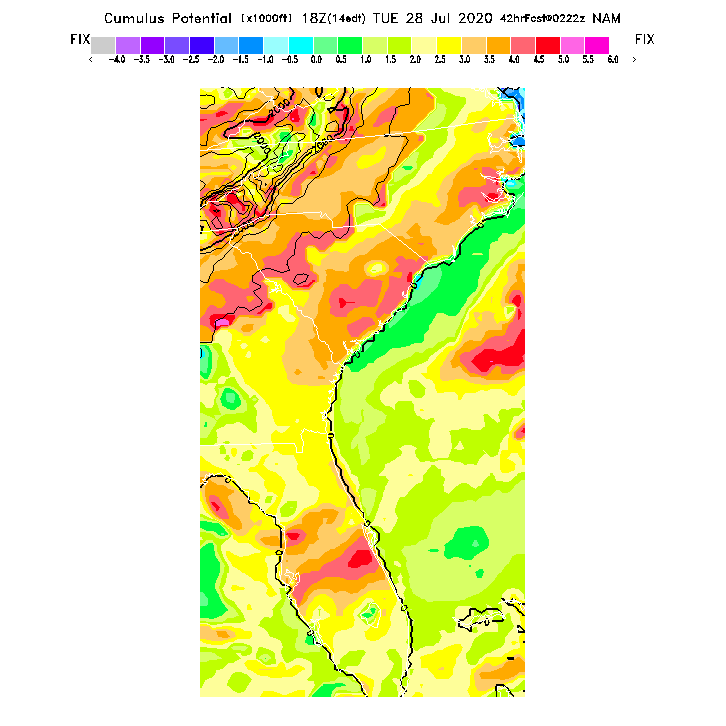 Cumulus Potential [x1000ft] 18Z(14edt) TUE 28 Jul 2020 42hrFcst@0222z NAM
FIX FIX
< -4.0 -3.5 -3.0 -2.5 -2.0 -1.5 -1.0 -0.5 0.0 0.5 1.0 1.5 2.0 2.5 3.0 3.5 4.0 4.5 5.0 5.5 6.0 >
2000
2000